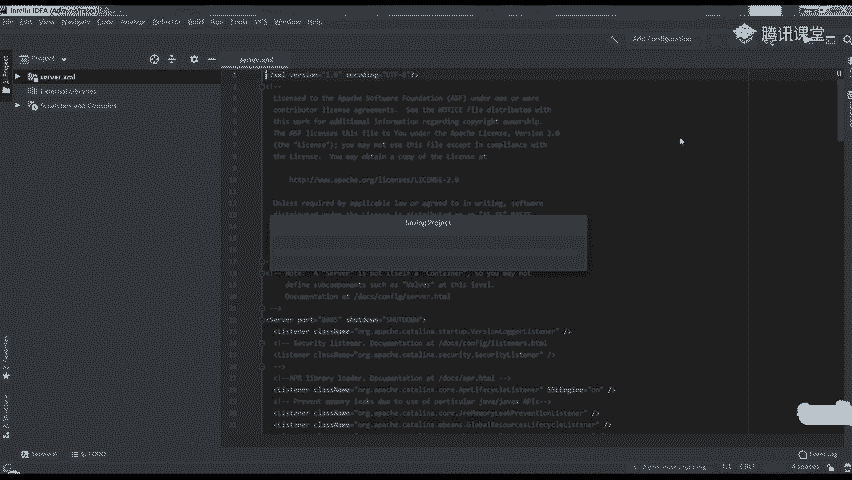 IntelliJ IDEA (Administrator)
File Edit View Navigate Code Analyze Refactor Build Run Tools VCS Window Help
Add Configuration
腾讯课堂
Project
server.xml
server.xml
External Libraries
Scratches and Consoles
<?xml version="1.0" encoding="UTF-8"?>
<!--
Licensed to the Apache Software Foundation (ASF) under one or more
contributor license agreements. See the NOTICE file distributed with
this work for additional information regarding copyright ownership.
The ASF licenses this file to You under the Apache License, Version 2.0
(the "License"); you may not use this file except in compliance with
the License. You may obtain a copy of the License at
http://www.apache.org/licenses/LICENSE-2.0
Unless required by applicable law or agreed to in writing, software
Saving Project
<!-- Note: A "Server" is not itself a "Container", so you may not
define subcomponents such as "Valves" at this level.
Documentation at /docs/config/server.html
-->
<Server port="8005" shutdown="SHUTDOWN">
<Listener className="org.apache.catalina.startup.VersionLoggerListener" />
<!-- Security listener. Documentation at /docs/config/listeners.html
<Listener className="org.apache.catalina.security.SecurityListener" />
-->
<!--APR library loader. Documentation at /docs/apr.html -->
<Listener className="org.apache.catalina.core.AprLifecycleListener" SSLEngine="on" />
<!-- Prevent memory leaks due to use of particular java/javax APIs-->
<Listener className="org.apache.catalina.core.JreMemoryLeakPreventionListener" />
<Listener className="org.apache.catalina.mbeans.GlobalResourcesLifecycleListener" />
Terminal
TODO
Event Log
1:1
4 spaces